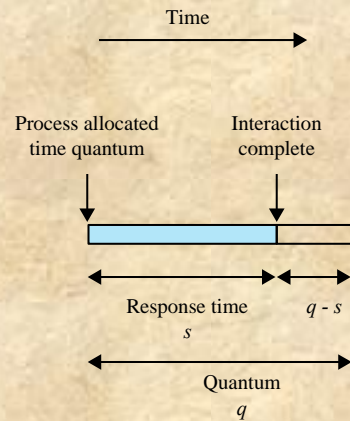 Time
Process allocated
time quantum
Interaction
complete
Response time
s
q - s
Quantum
q